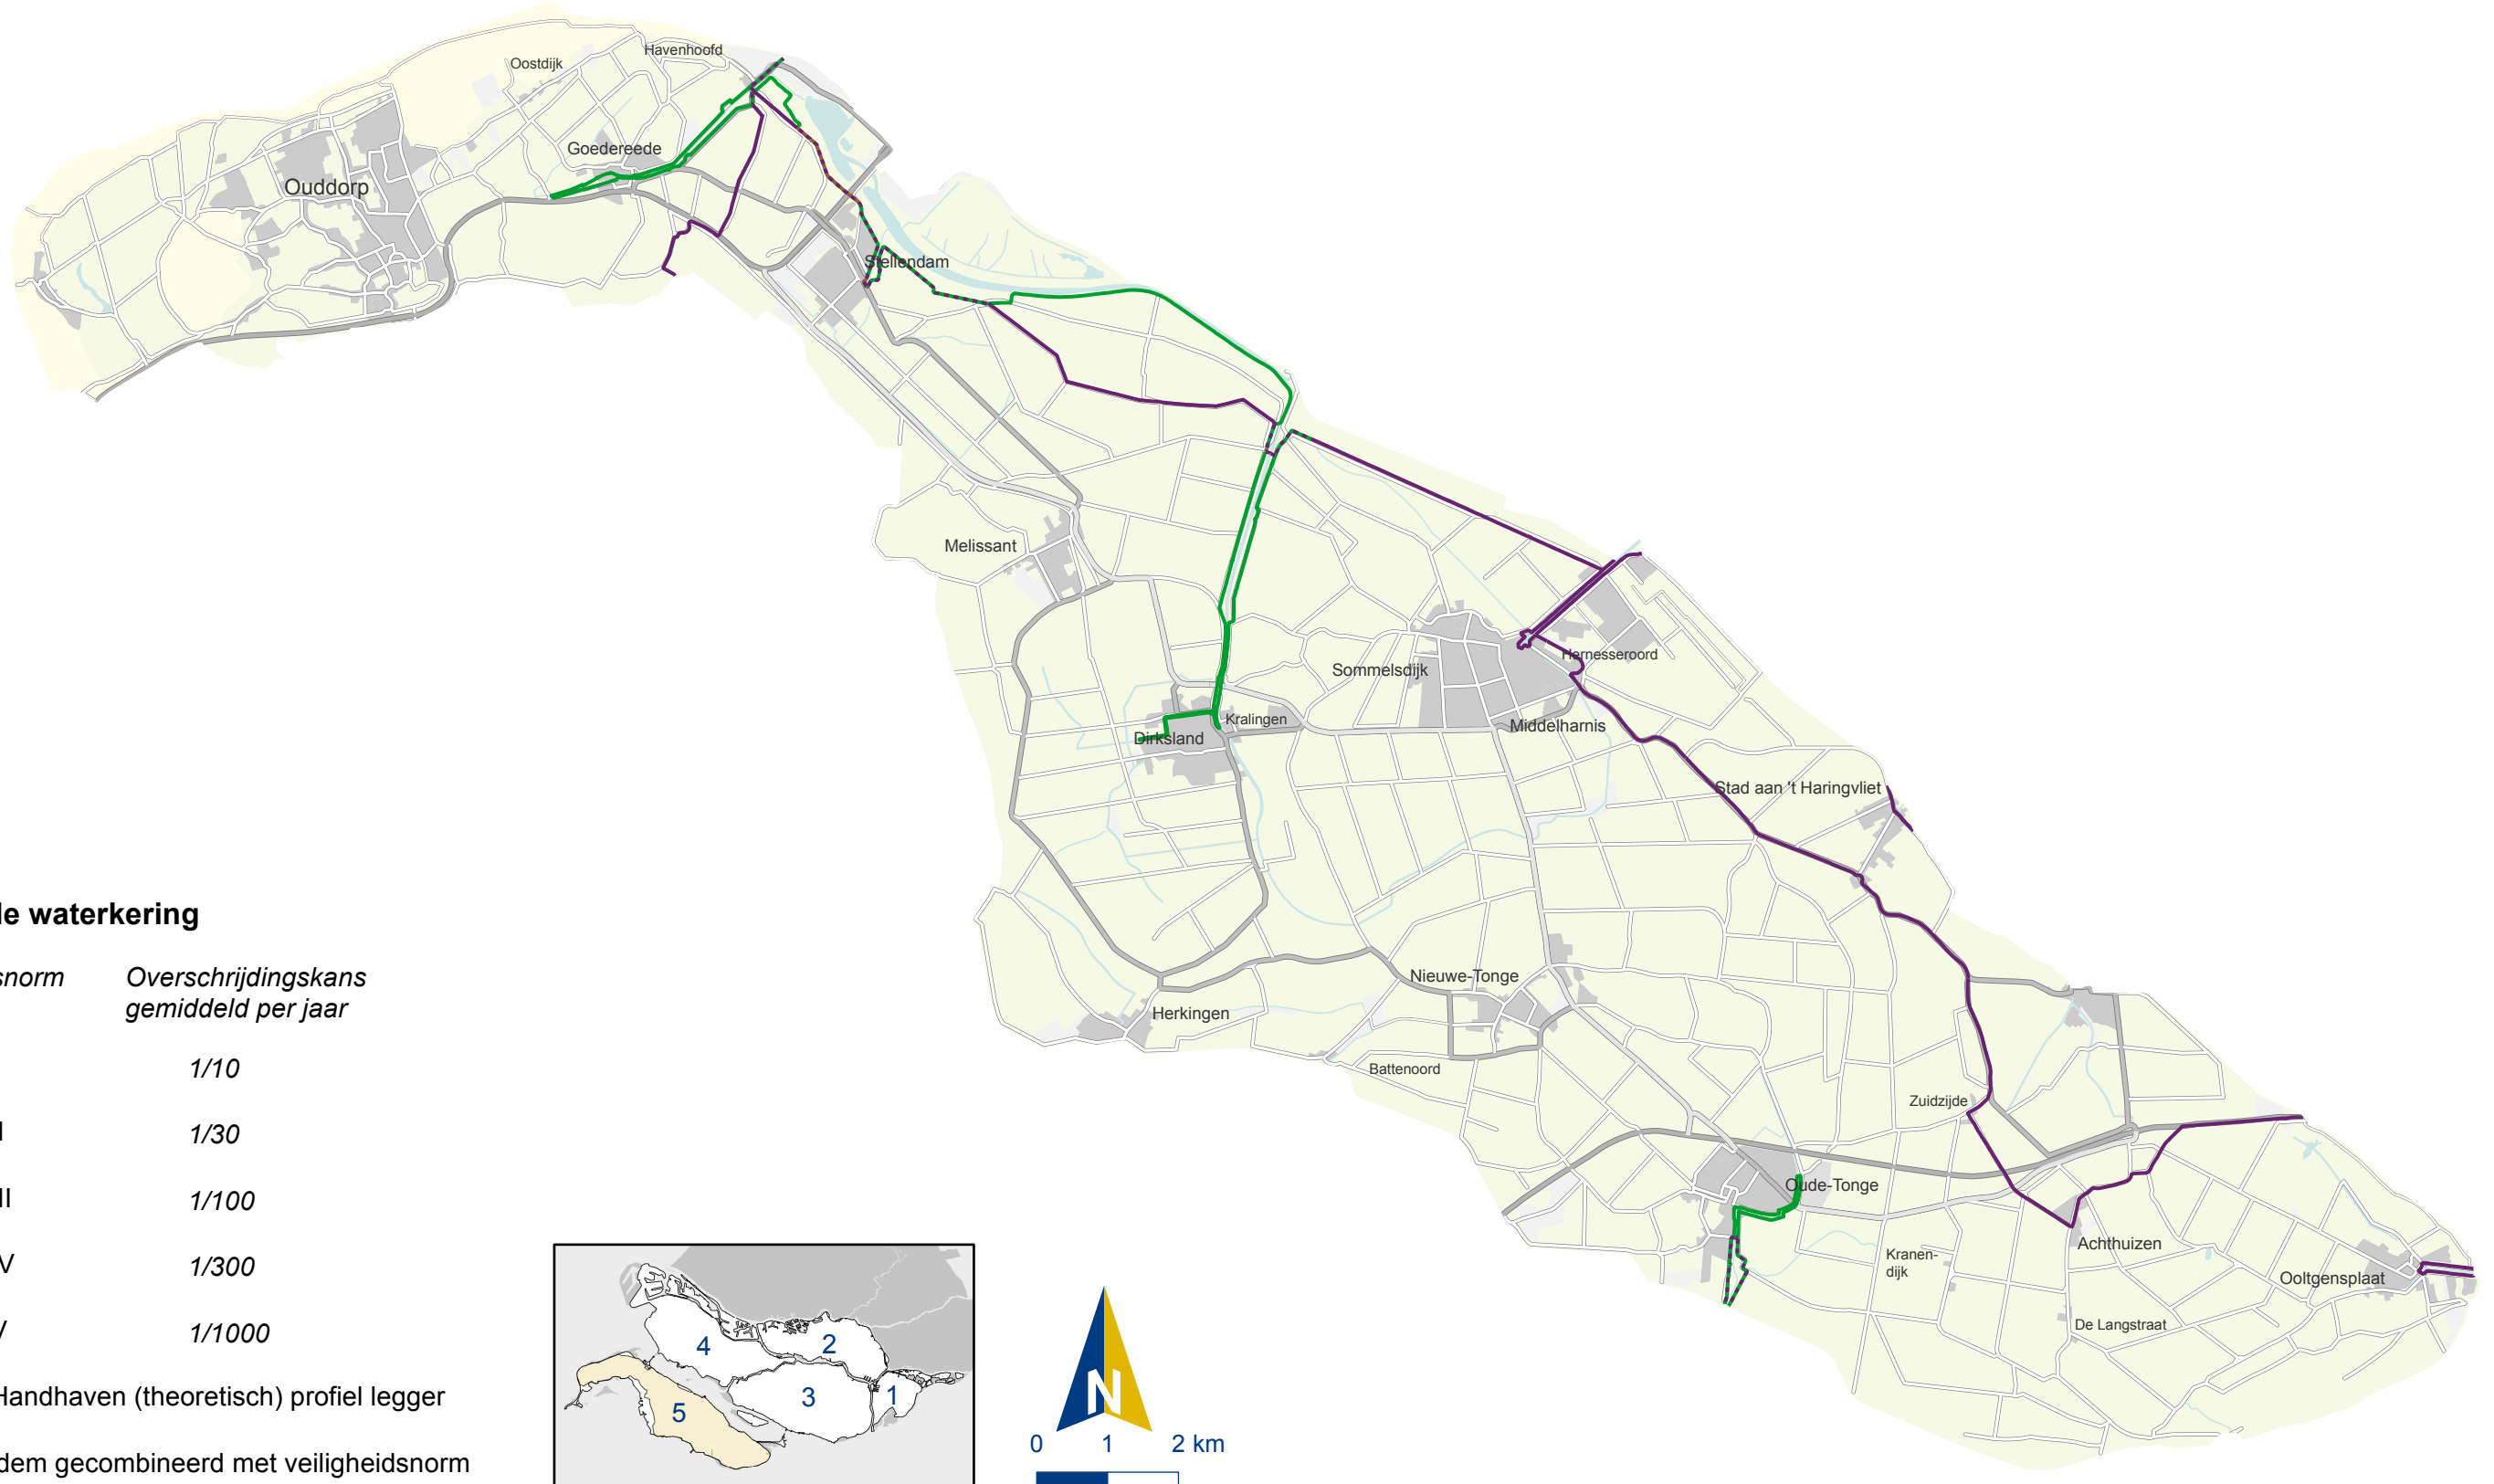 Havenhoofd
Oostdijk
Goedereede
Ouddorp
Stellendam
Melissant
Sommelsdijk
Hernesseroord
Kralingen
Dirksland
Middelharnis
Stad aan 't Haringvliet
Nieuwe-Tonge
Herkingen
Battenoord
Zuidzijde
Oude-Tonge
Achthuizen
Kranen-
dijk
Ooltgensplaat
De Langstraat
le waterkering
snorm Overschrijdingskans
gemiddeld per jaar
1/10
I 1/30
II 1/100
V 1/300
V 1/1000
Handhaven (theoretisch) profiel legger
dem gecombineerd met veiligheidsnorm
4
2
3
1
5
N
0 1 2 km